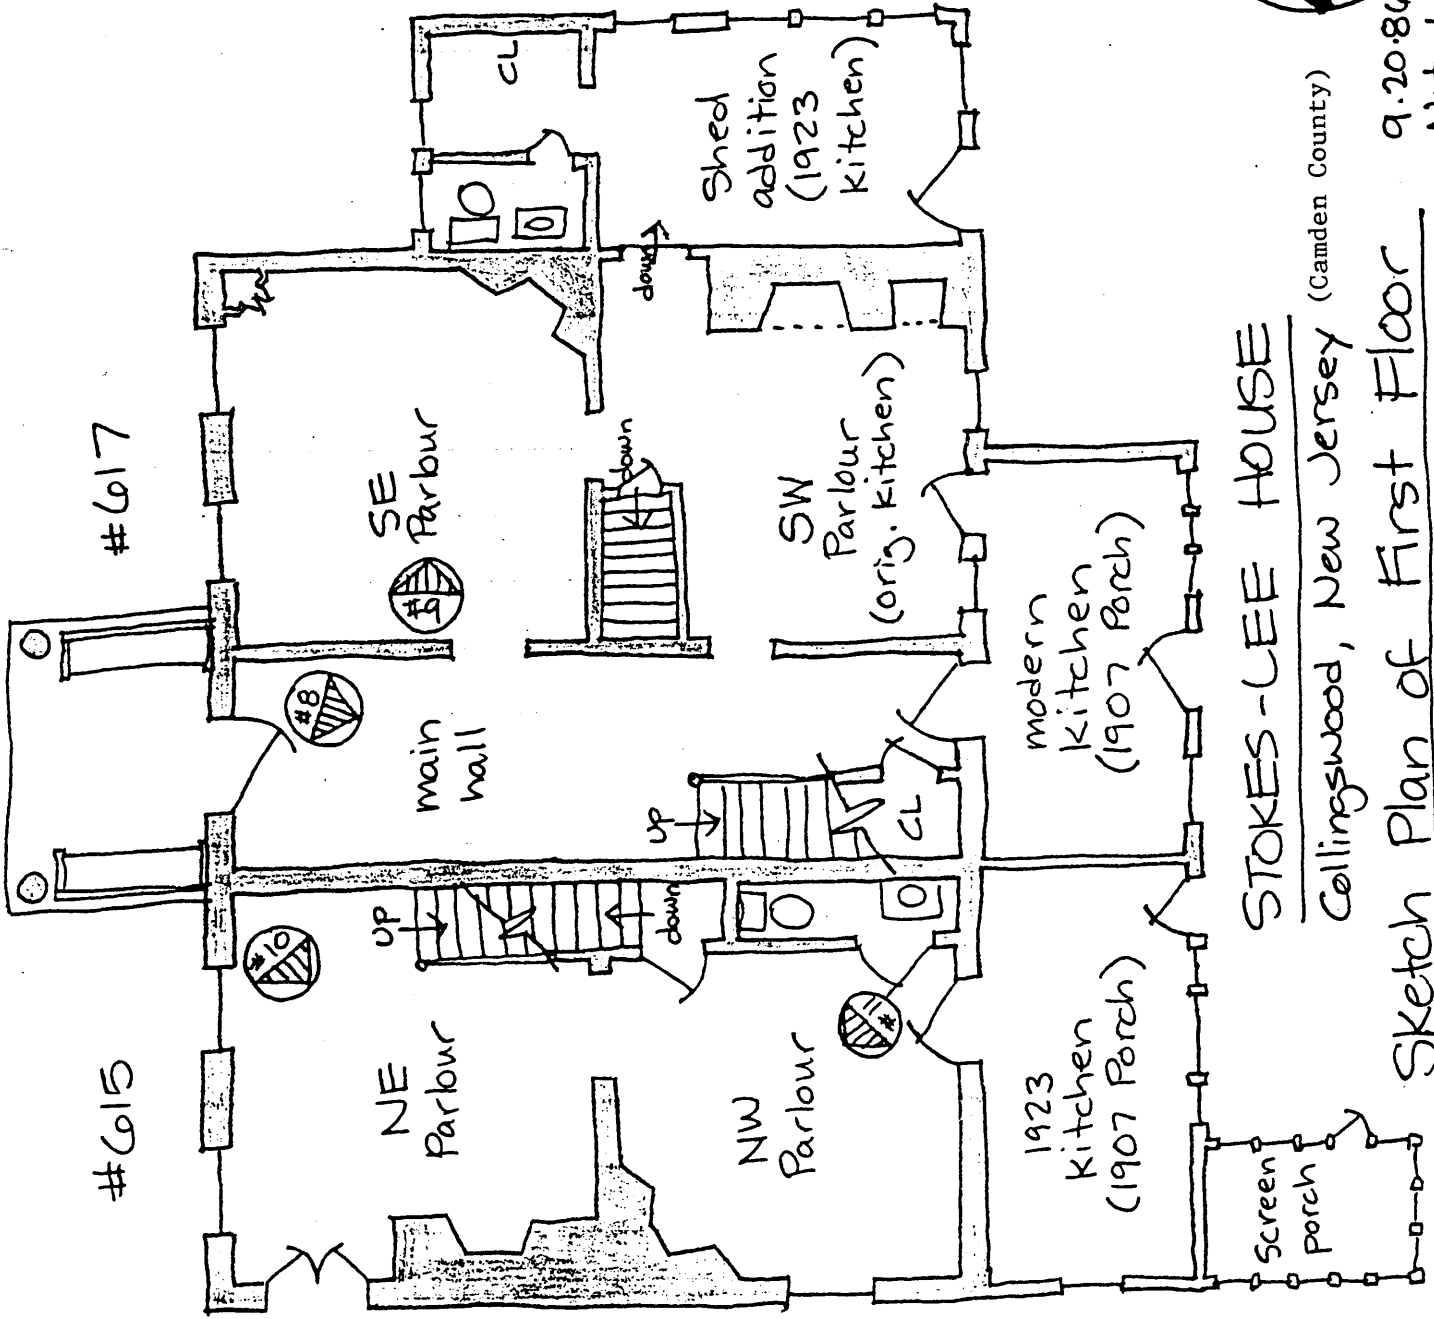 #615
#617
NE
Parlour
#10
UP
down
#8
main
hall
#9
SE
Parlour
CL
down
down
UP
CL
NW
Parlour
#11
SW
Parlour
(orig. kitchen)
Shed
addition
(1923
kitchen)
1923
kitchen
(1907 Porch)
modern
kitchen
(1907 Porch)
Screen
porch
STOKES-LEE HOUSE
Collingswood, New Jersey (Camden County)
Sketch Plan of First Floor